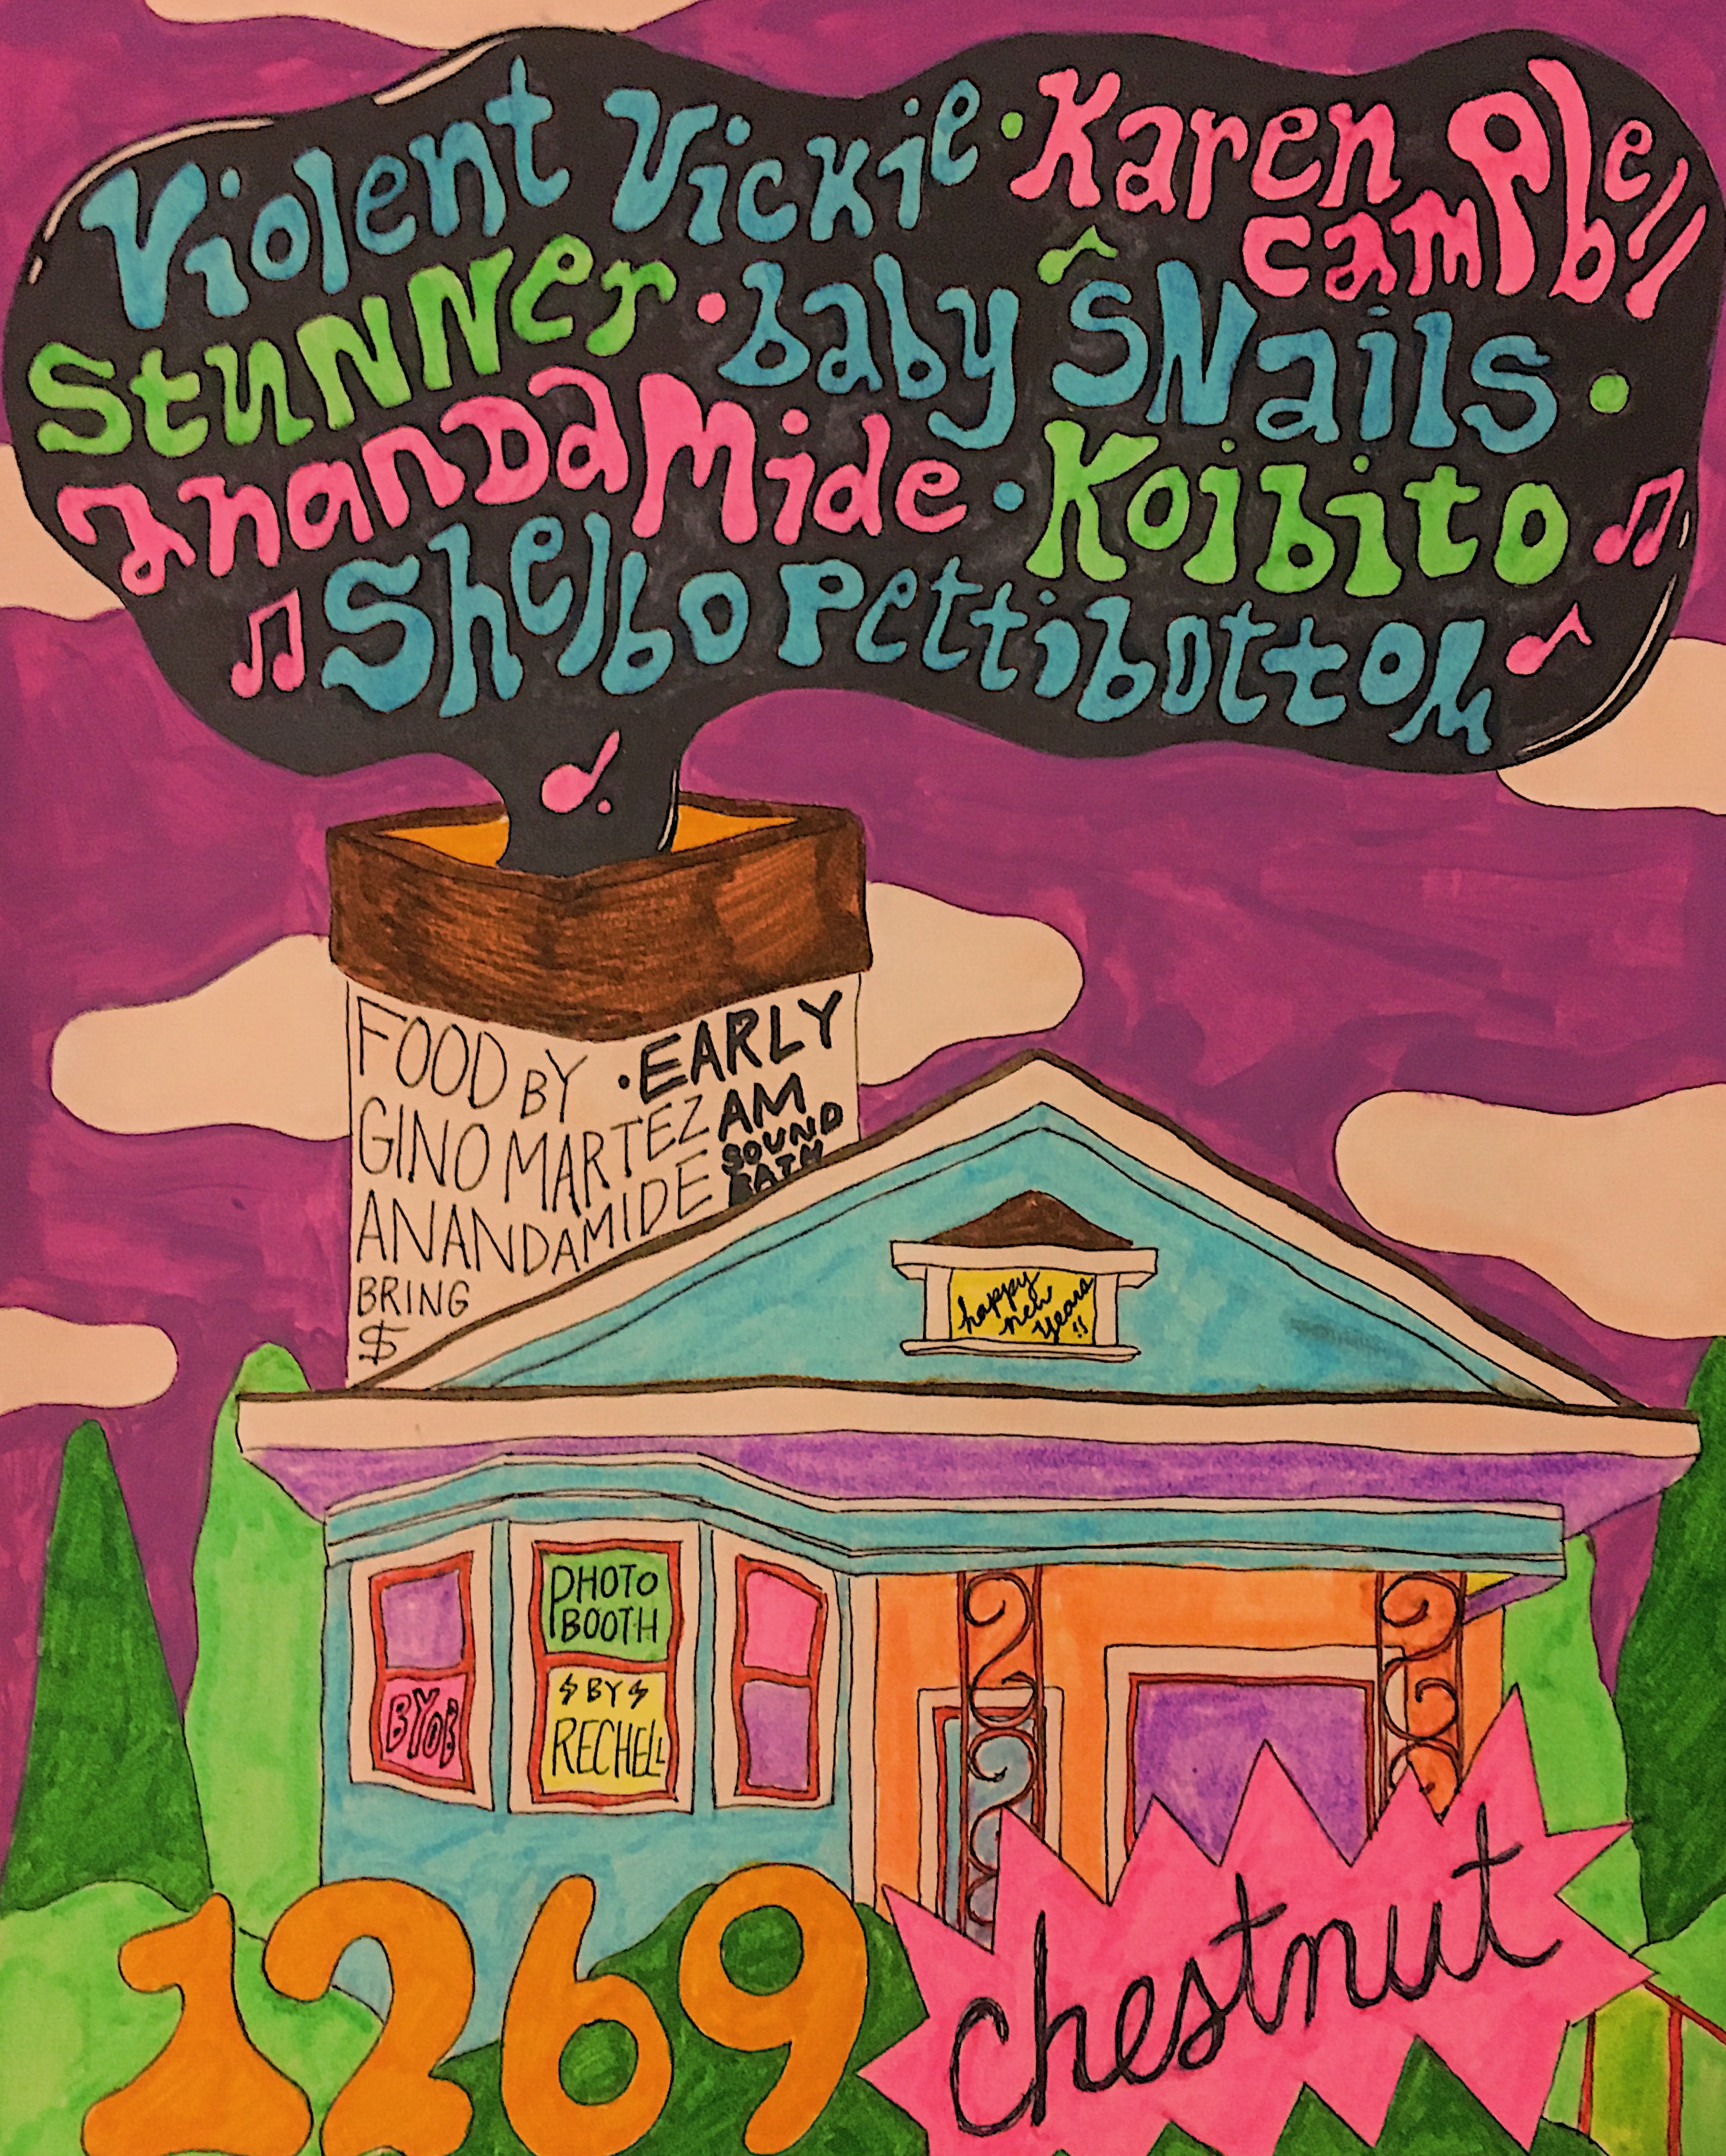 Violent Vickie • Karen Campbell
Stunner • baby Snails •
AnanDaMide • Koibito
Shelbo Pettibottom
FOOD BY
GINO MARTEZ
ANANDAMIDE
BRING
$
• EARLY
AM
SOUND
BATH
happy
new
years!!
PHOTO
BOOTH
BY
RECHELL
BYOB
1269
chestnut